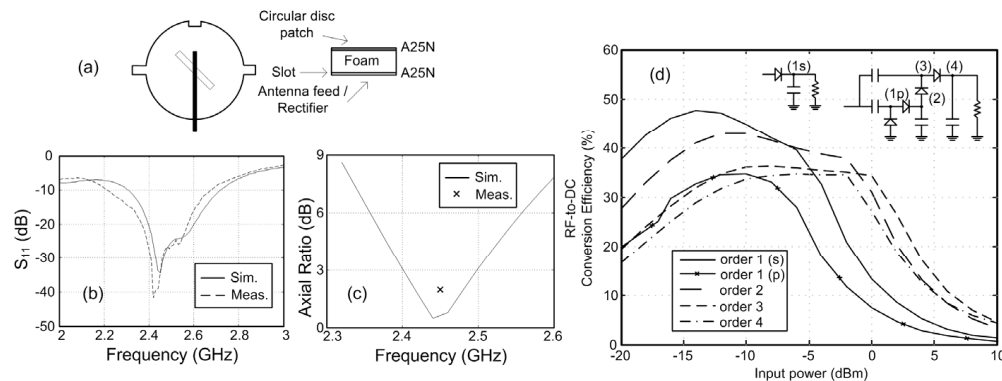 (a)
Circular disc
patch
Slot
Antenna feed /
Rectifier
Foam
A25N
A25N
S11 (dB)
0
-10
-20
-30
-40
-50
2
2.2
2.4
2.6
2.8
3
Frequency (GHz)
(b)
Sim.
Meas.
Axial Ratio (dB)
9
6
3
0
2.3
2.4
2.5
2.6
Frequency (GHz)
(c)
Sim.
Meas.
RF-to-DC
Conversion Efficiency (%)
60
50
40
30
20
10
0
-20
-15
-10
-5
0
5
10
Input power (dBm)
(d)
(1s)
(1p)
(2)
(3)
(4)
order 1 (s)
order 1 (p)
order 2
order 3
order 4